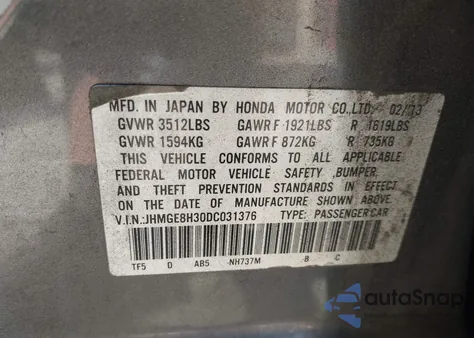 MFD. IN JAPAN BY HONDA MOTOR CO.,LTD. 02/13
GVWR 3512LBS GAWR F 1921LBS R 1619LBS
GVWR 1594KG GAWR F 872KG R 735KG
THIS VEHICLE CONFORMS TO ALL APPLICABLE
FEDERAL MOTOR VEHICLE SAFETY ,BUMPER,
AND THEFT PREVENTION STANDARDS IN EFFECT
ON THE DATE OF MANUFACTURE SHOWN ABOVE.
V.I.N.:JHMGE8H30DC031376 TYPE: PASSENGER CAR
TF5 D AB5 NH737M B C
autoSnap